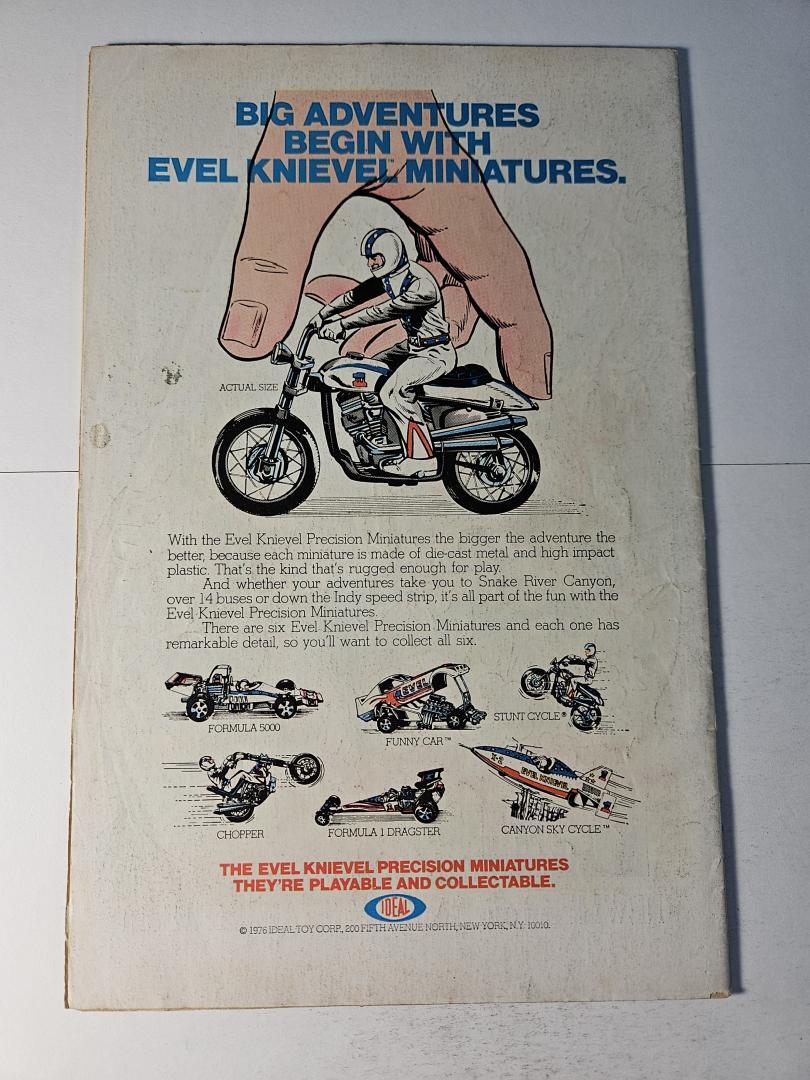 BIG ADVENTURES
BEGIN WITH
EVEL KNIEVEL™ MINIATURES.
ACTUAL SIZE
With the Evel Knievel Precision Miniatures the bigger the adventure the
better, because each miniature is made of die-cast metal and high impact
plastic. That's the kind that's rugged enough for play.
And whether your adventures take you to Snake River Canyon,
over 14 buses or down the Indy speed strip, it's all part of the fun with the
Evel Knievel Precision Miniatures.
There are six Evel Knievel Precision Miniatures and each one has
remarkable detail, so you'll want to collect all six.
FORMULA 5000
EVEL
FUNNY CAR™
STUNT CYCLE®
CHOPPER
FORMULA 1 DRAGSTER
X-2
EVEL KNIEVEL
CANYON SKY CYCLE™
THE EVEL KNIEVEL PRECISION MINIATURES
THEY'RE PLAYABLE AND COLLECTABLE.
IDEAL
© 1976 IDEAL TOY CORP., 200 FIFTH AVENUE NORTH, NEW YORK, N.Y. 10010.